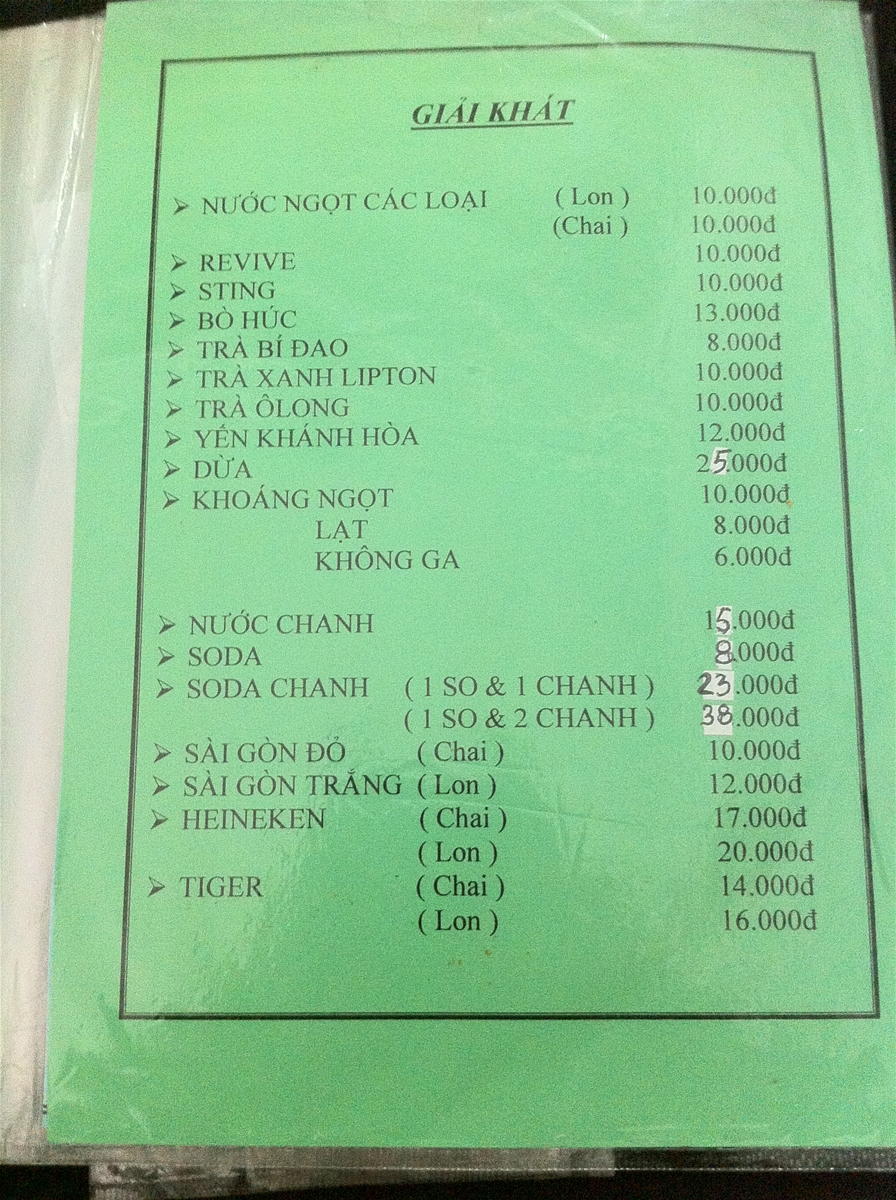 GIẢI KHÁT
➢ NƯỚC NGỌT CÁC LOẠI ( Lon ) 10.000đ
(Chai ) 10.000đ
➢ REVIVE 10.000đ
➢ STING 10.000đ
➢ BÒ HÚC 13.000đ
➢ TRÀ BÍ ĐAO 8.000đ
➢ TRÀ XANH LIPTON 10.000đ
➢ TRÀ ÔLONG 10.000đ
➢ YẾN KHÁNH HÒA 12.000đ
➢ DỪA 25.000đ
➢ KHOÁNG NGỌT 10.000đ
LẠT 8.000đ
KHÔNG GA 6.000đ
➢ NƯỚC CHANH 15.000đ
➢ SODA 8.000đ
➢ SODA CHANH ( 1 SO & 1 CHANH ) 23.000đ
( 1 SO & 2 CHANH ) 38.000đ
➢ SÀI GÒN ĐỎ ( Chai ) 10.000đ
➢ SÀI GÒN TRẮNG ( Lon ) 12.000đ
➢ HEINEKEN ( Chai ) 17.000đ
( Lon ) 20.000đ
➢ TIGER ( Chai ) 14.000đ
( Lon ) 16.000đ